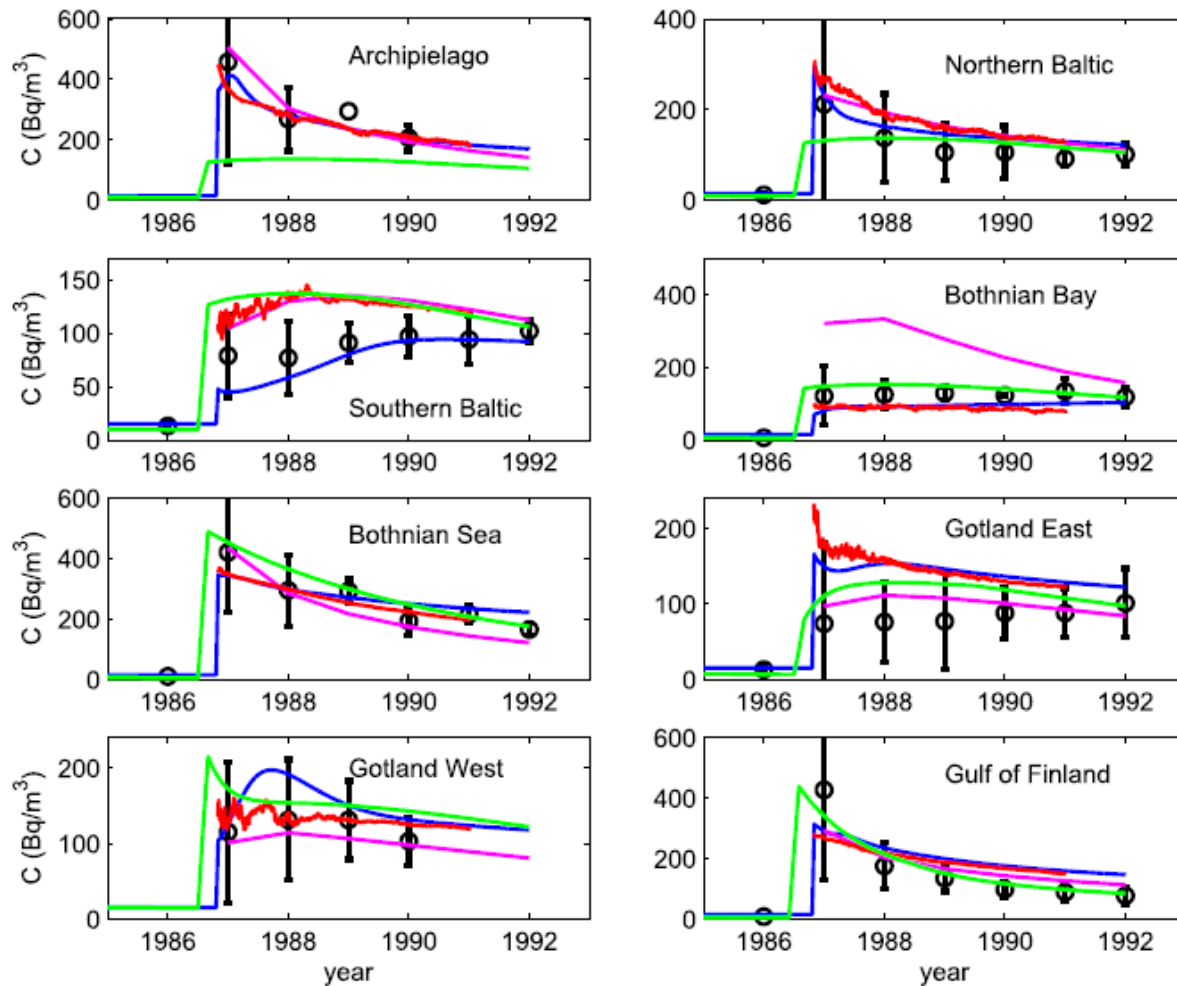 600
400
200
0
C (Bq/m³)
Archipielago
1986 1988 1990 1992
400
200
0
Northern Baltic
1986 1988 1990 1992
150
100
50
0
C (Bq/m³)
Southern Baltic
1986 1988 1990 1992
400
200
0
Bothnian Bay
1986 1988 1990 1992
600
400
200
0
C (Bq/m³)
Bothnian Sea
1986 1988 1990 1992
200
100
0
Gotland East
1986 1988 1990 1992
200
100
0
C (Bq/m³)
Gotland West
1986 1988 1990 1992
year
600
400
200
0
Gulf of Finland
1986 1988 1990 1992
year